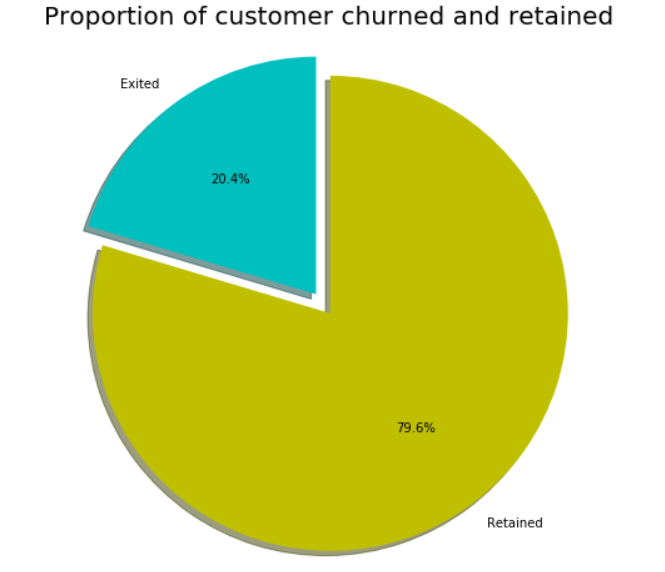 Proportion of customer churned and retained
Exited
20.4%
79.6%
Retained